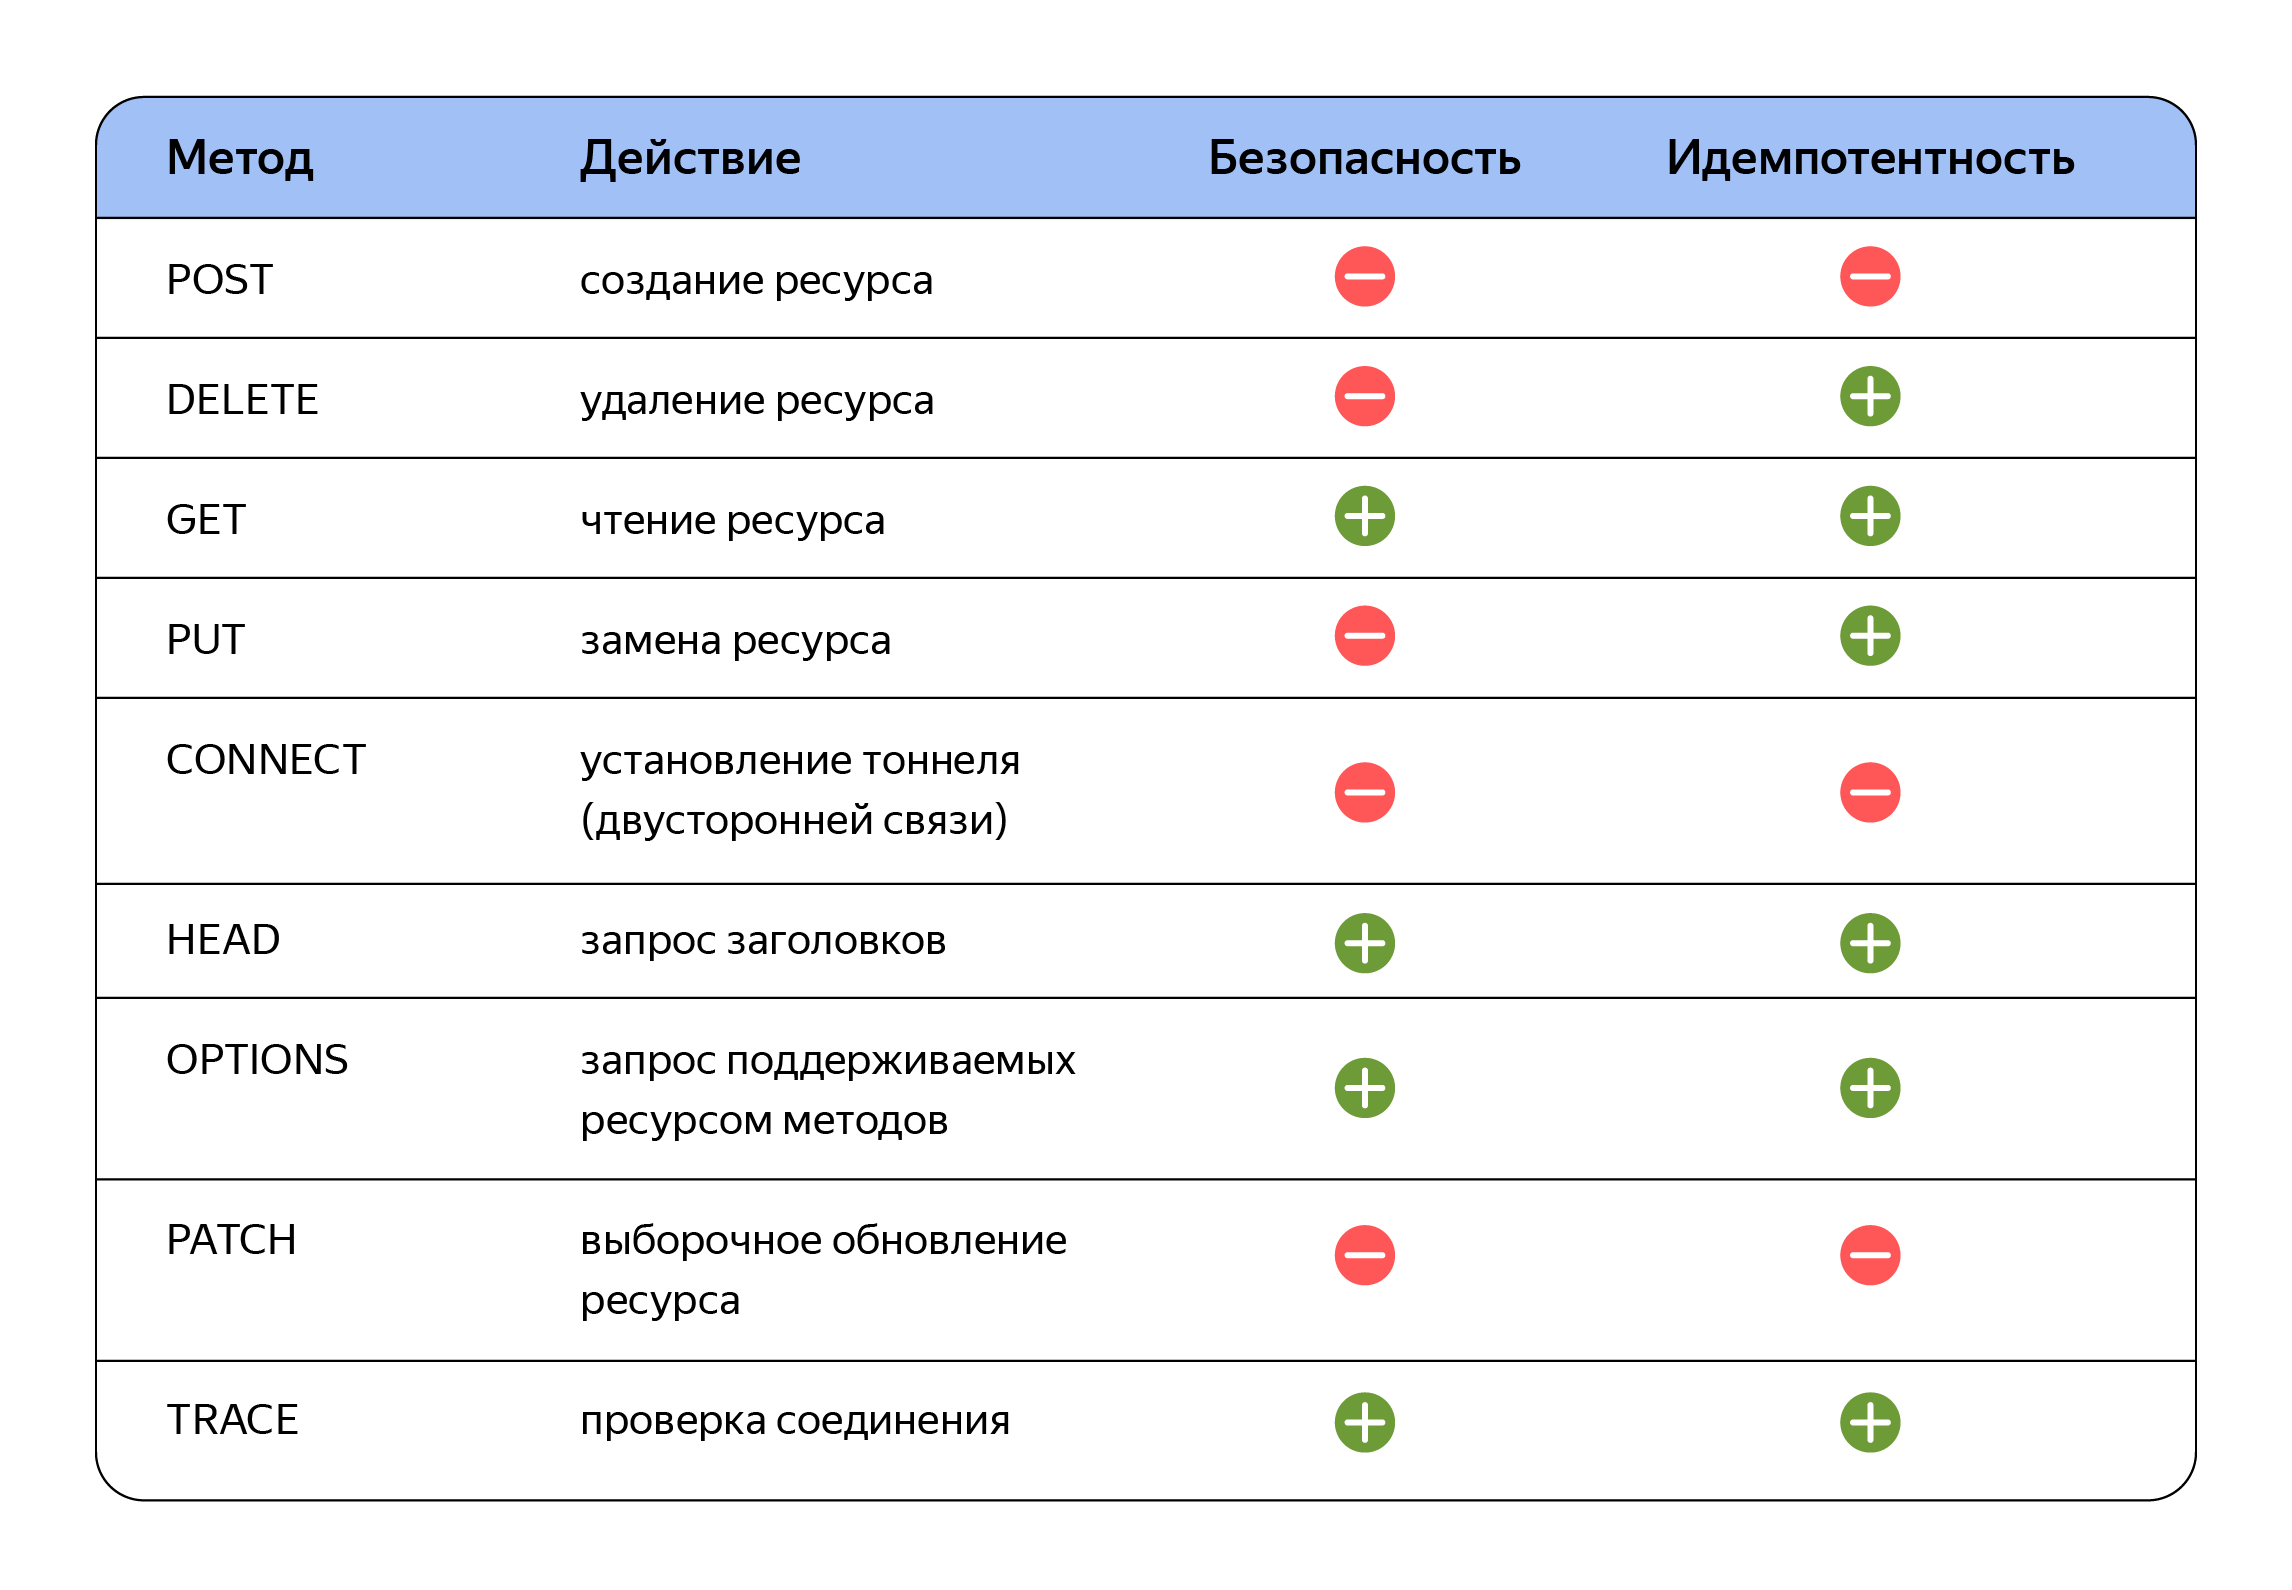 Метод Действие Безопасность Идемпотентность
POST создание ресурса
DELETE удаление ресурса
GET чтение ресурса
PUT замена ресурса
CONNECT установление тоннеля
(двусторонней связи)
HEAD запрос заголовков
OPTIONS запрос поддерживаемых
ресурсом методов
PATCH выборочное обновление
ресурса
TRACE проверка соединения